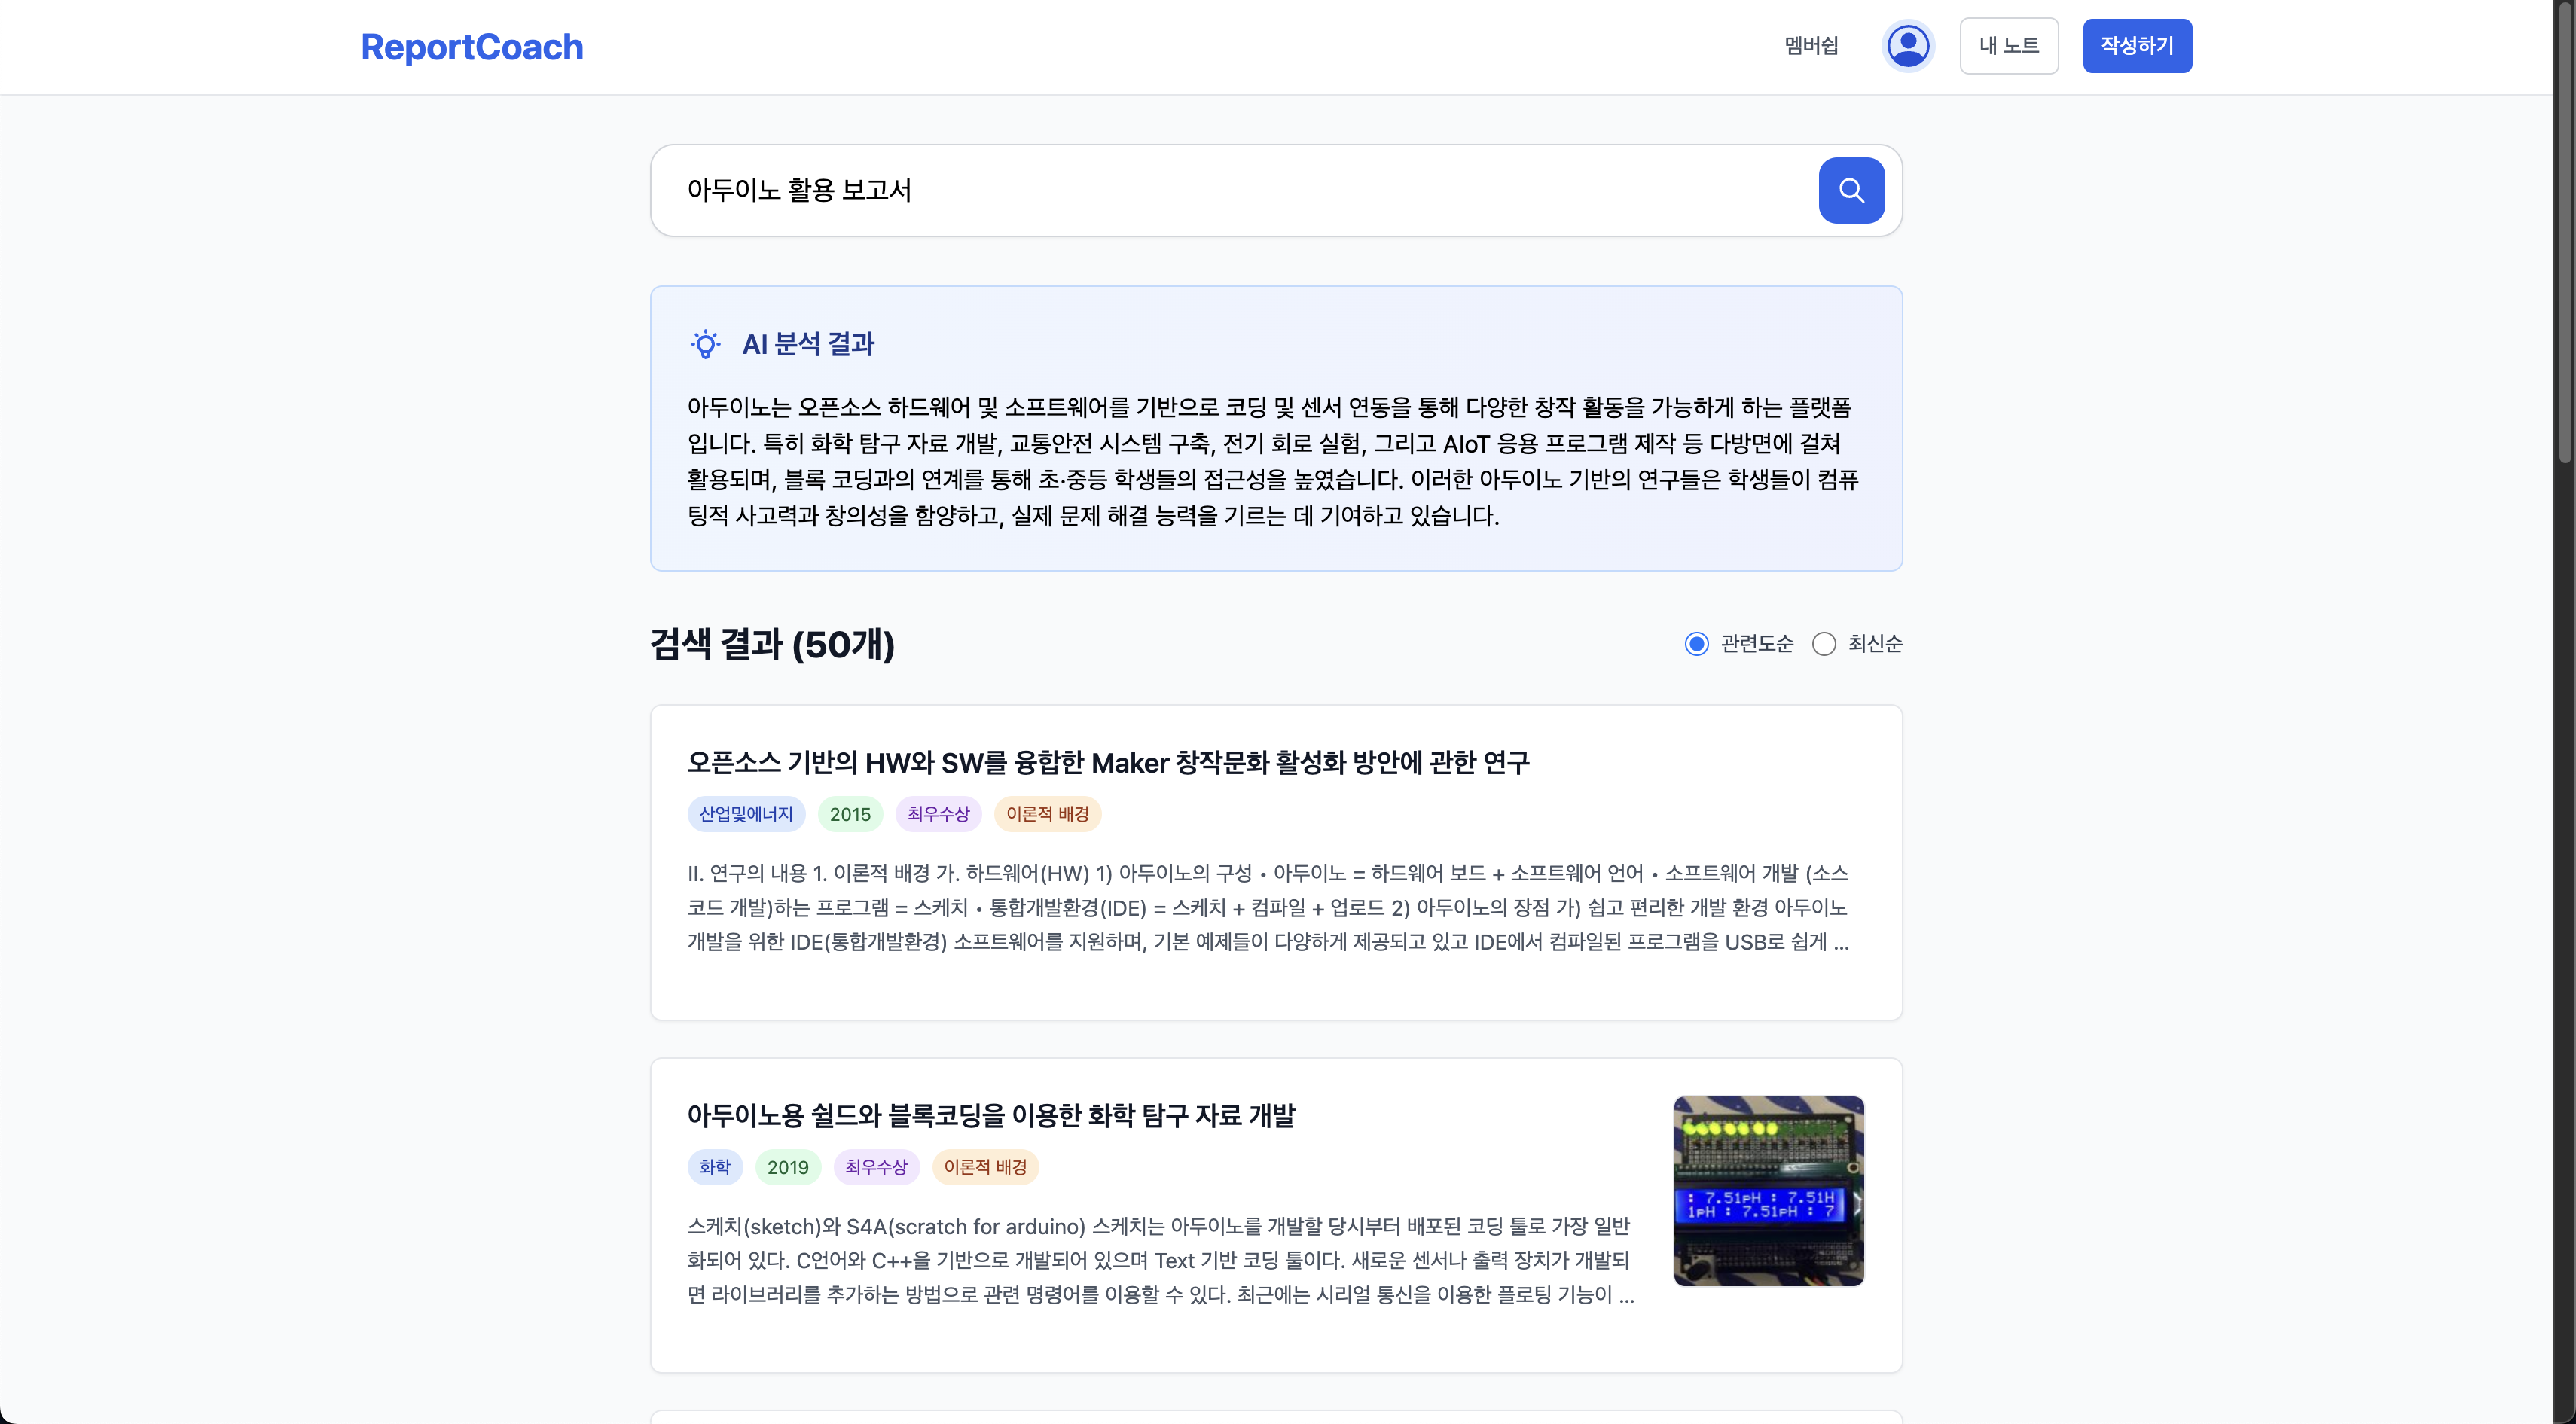 ReportCoach
멤버쉽
내 노트
작성하기
아두이노 활용 보고서
AI 분석 결과
아두이노는 오픈소스 하드웨어 및 소프트웨어를 기반으로 코딩 및 센서 연동을 통해 다양한 창작 활동을 가능하게 하는 플랫폼
입니다. 특히 화학 탐구 자료 개발, 교통안전 시스템 구축, 전기 회로 실험, 그리고 AIoT 응용 프로그램 제작 등 다방면에 걸쳐
활용되며, 블록 코딩과의 연계를 통해 초·중등 학생들의 접근성을 높였습니다. 이러한 아두이노 기반의 연구들은 학생들이 컴퓨
팅적 사고력과 창의성을 함양하고, 실제 문제 해결 능력을 기르는 데 기여하고 있습니다.
검색 결과 (50개)
관련도순
최신순
오픈소스 기반의 HW와 SW를 융합한 Maker 창작문화 활성화 방안에 관한 연구
산업및에너지
2015
최우수상
이론적 배경
II. 연구의 내용 1. 이론적 배경 가. 하드웨어(HW) 1) 아두이노의 구성 • 아두이노 = 하드웨어 보드 + 소프트웨어 언어 • 소프트웨어 개발 (소스
코드 개발)하는 프로그램 = 스케치 • 통합개발환경(IDE) = 스케치 + 컴파일 + 업로드 2) 아두이노의 장점 가) 쉽고 편리한 개발 환경 아두이노
개발을 위한 IDE(통합개발환경) 소프트웨어를 지원하며, 기본 예제들이 다양하게 제공되고 있고 IDE에서 컴파일된 프로그램을 USB로 쉽게 ...
아두이노용 쉴드와 블록코딩을 이용한 화학 탐구 자료 개발
화학
2019
최우수상
이론적 배경
스케치(sketch)와 S4A(scratch for arduino) 스케치는 아두이노를 개발할 당시부터 배포된 코딩 툴로 가장 일반
화되어 있다. C언어와 C++을 기반으로 개발되어 있으며 Text 기반 코딩 툴이다. 새로운 센서나 출력 장치가 개발되
면 라이브러리를 추가하는 방법으로 관련 명령어를 이용할 수 있다. 최근에는 시리얼 통신을 이용한 플로팅 기능이 ...
: 7.51pH : 7.51H
1pH : 7.51pH : 7